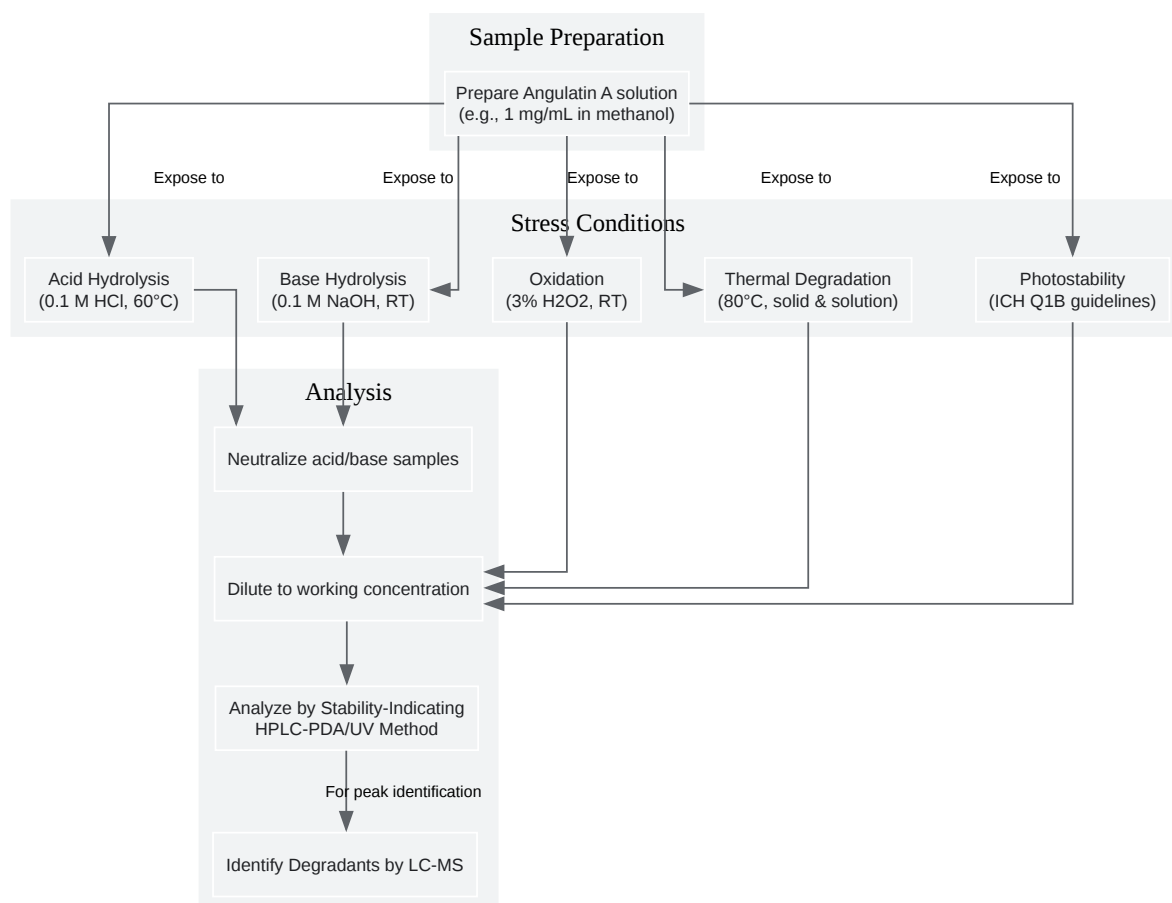 Sample Preparation
Prepare Angulatin A solution
(e.g., 1 mg/mL in methanol)
Expose to
Expose to
Expose to
Expose to
Expose to
Stress Conditions
Acid Hydrolysis
(0.1 M HCl, 60°C)
Base Hydrolysis
(0.1 M NaOH, RT)
Oxidation
(3% H2O2, RT)
Thermal Degradation
(80°C, solid & solution)
Photostability
(ICH Q1B guidelines)
Analysis
Neutralize acid/base samples
Dilute to working concentration
Analyze by Stability-Indicating
HPLC-PDA/UV Method
For peak identification
Identify Degradants by LC-MS